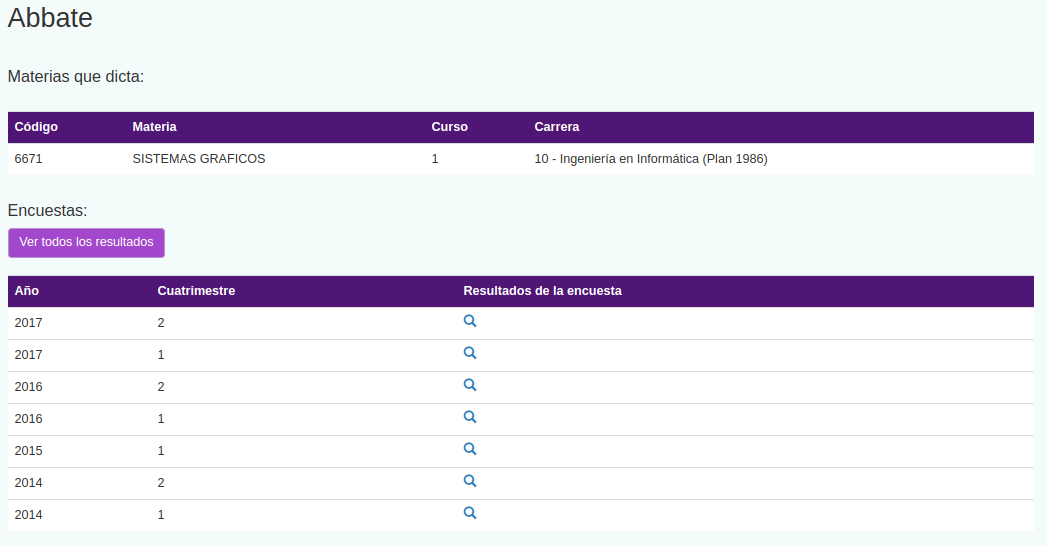 Abbate
Materias que dicta:
Código Materia Curso Carrera
6671 SISTEMAS GRAFICOS 1 10 - Ingeniería en Informática (Plan 1986)
Encuestas:
Ver todos los resultados
Año Cuatrimestre Resultados de la encuesta
2017 2
2017 1
2016 2
2016 1
2015 1
2014 2
2014 1